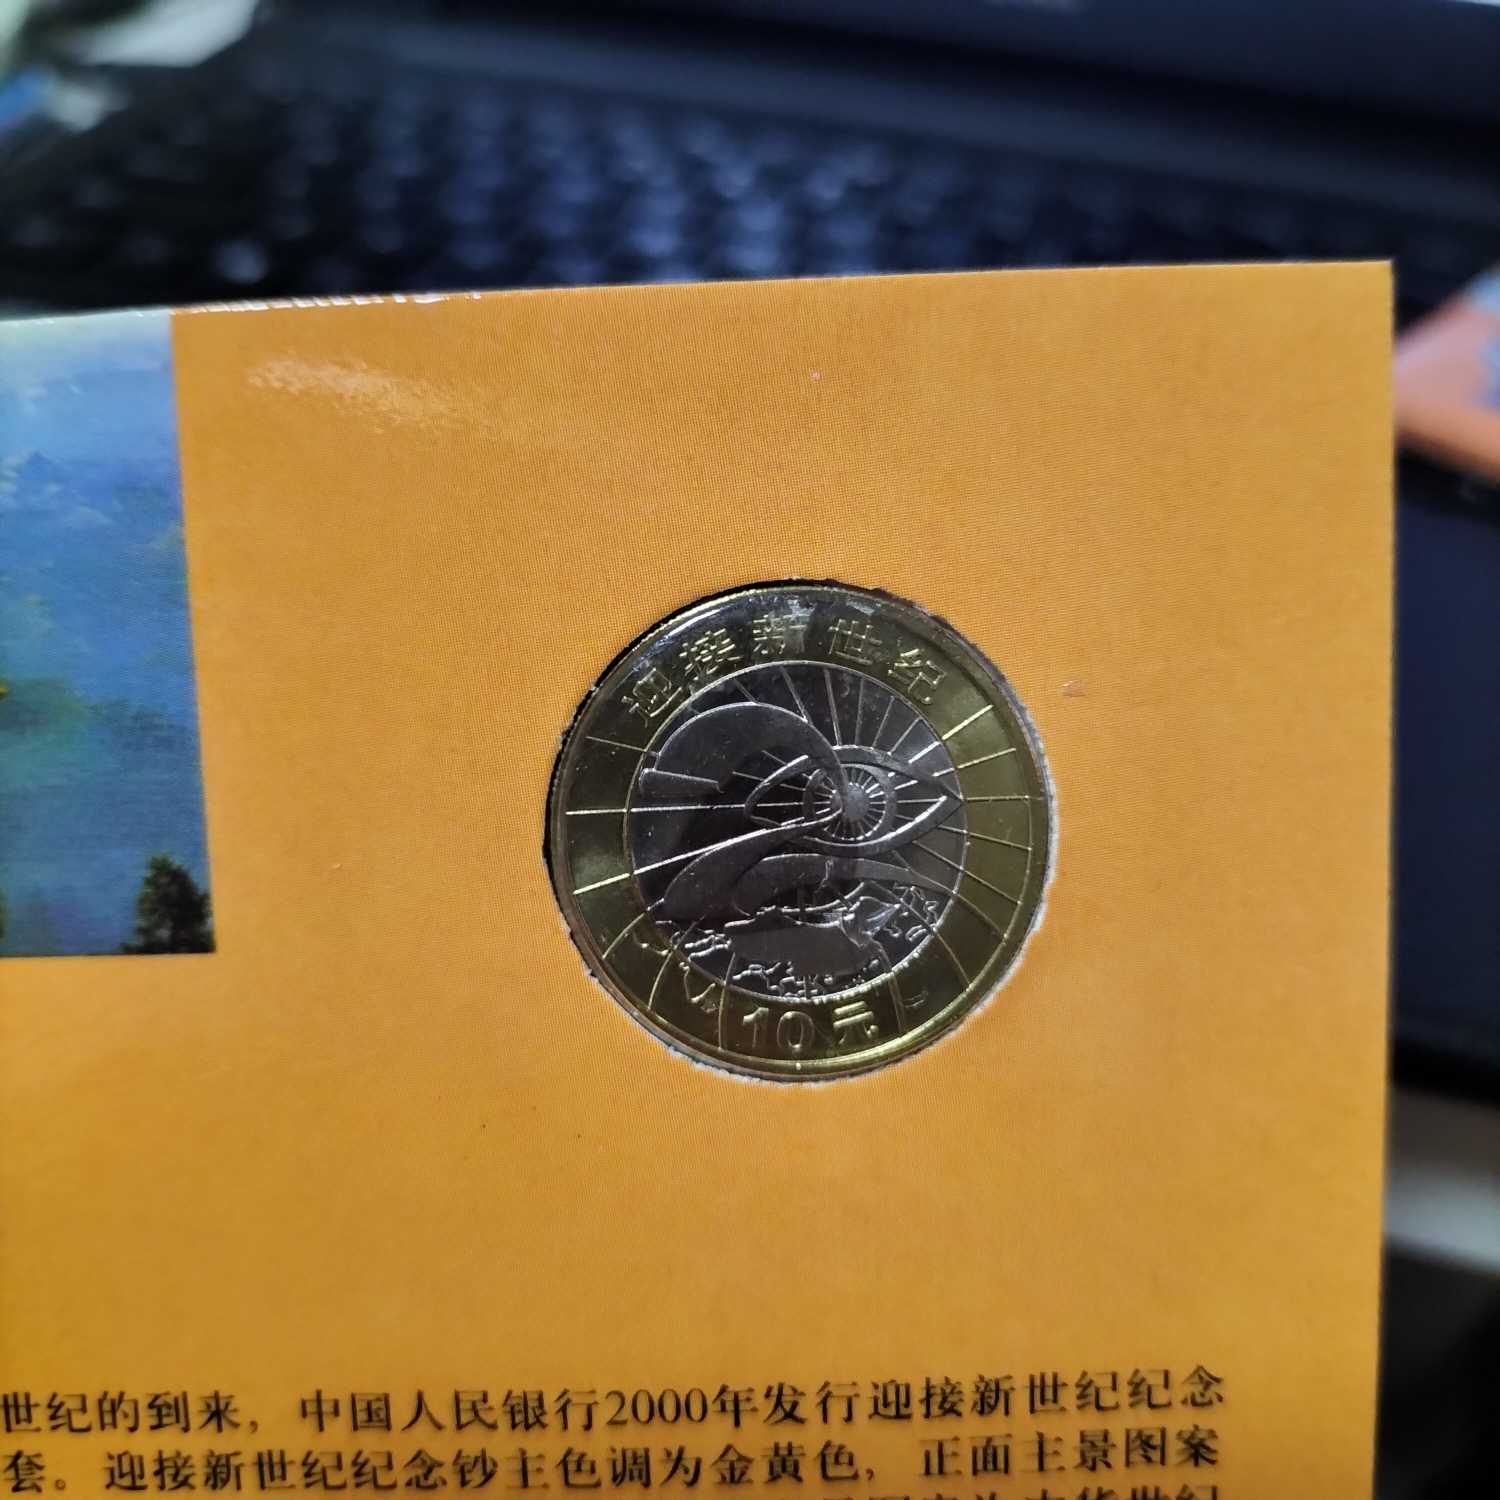 迎接新世纪
10元
世纪的到来，中国人民银行2000年发行迎接新世纪纪念
套。迎接新世纪纪念钞主色调为金黄色，正面主景图案